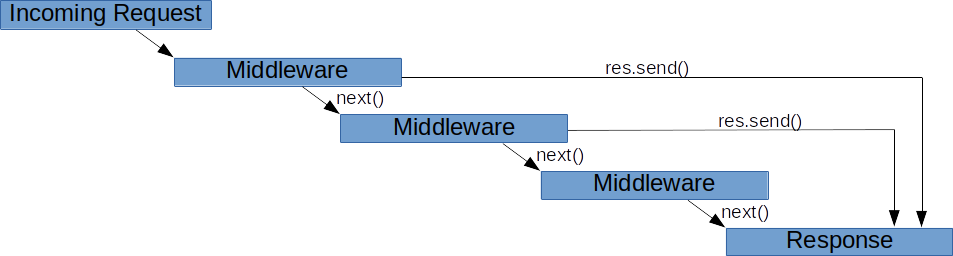 Incoming Request
Middleware
res.send()
next()
Middleware
res.send()
next()
Middleware
next()
Response